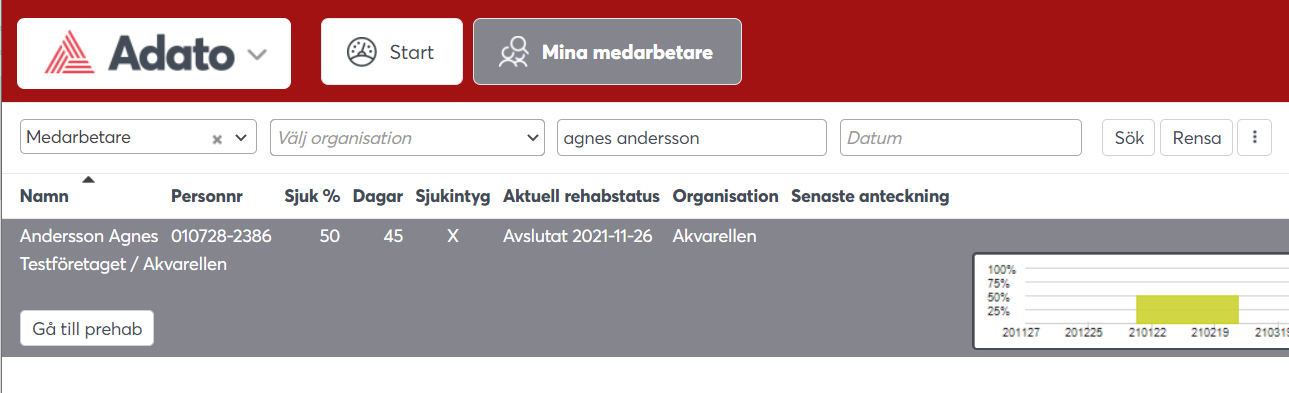 Adato
Start
Mina medarbetare
Medarbetare
Välj organisation
agnes andersson
Datum
Sök
Rensa
Namn Personnr Sjuk % Dagar Sjukintyg Aktuell rehabstatus Organisation Senaste anteckning
Andersson Agnes 010728-2386 50 45 X Avslutat 2021-11-26 Akvarellen
Testföretaget / Akvarellen
Gå till prehab
100%
75%
50%
25%
201127 201225 210122 210219 210319